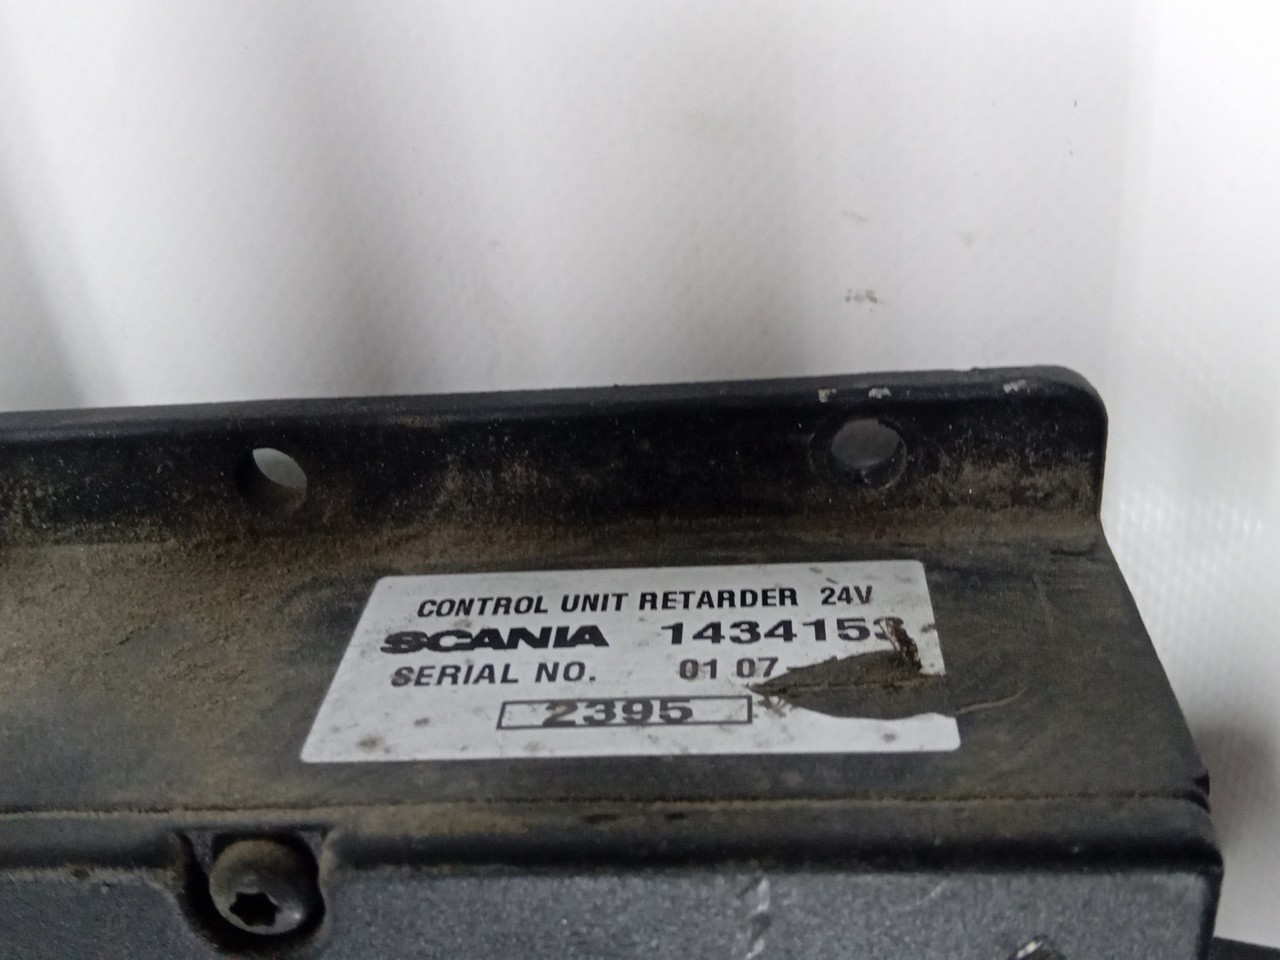 CONTROL UNIT RETARDER 24V
SCANIA 1434153
SERIAL NO. 01 07
2395